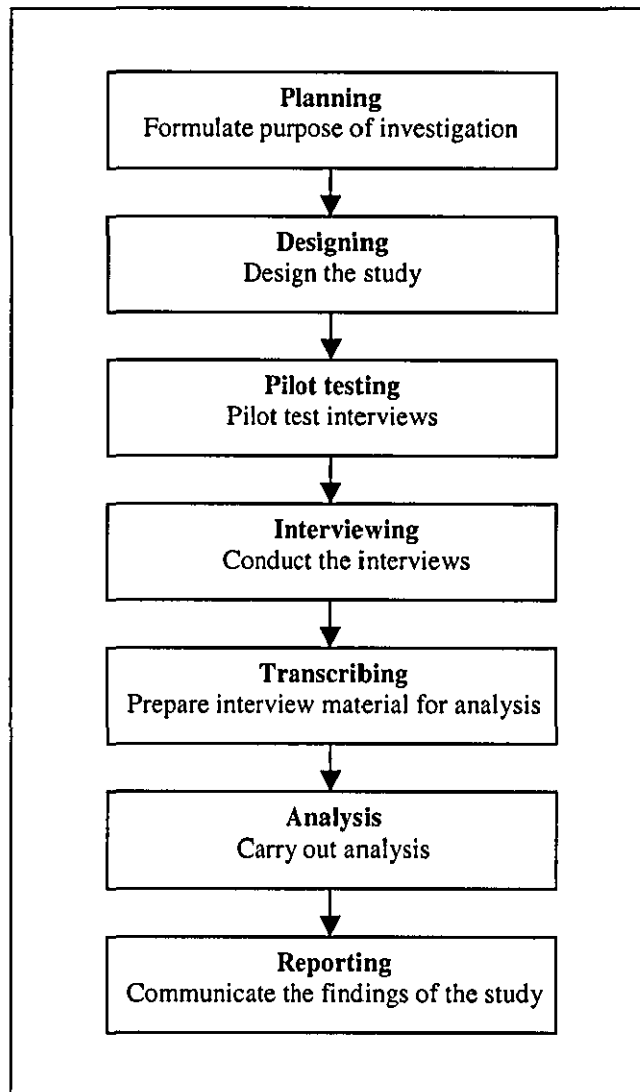 Planning
Formulate purpose of investigation
Designing
Design the study
Pilot testing
Pilot test interviews
Interviewing
Conduct the interviews
Transcribing
Prepare interview material for analysis
Analysis
Carry out analysis
Reporting
Communicate the findings of the study